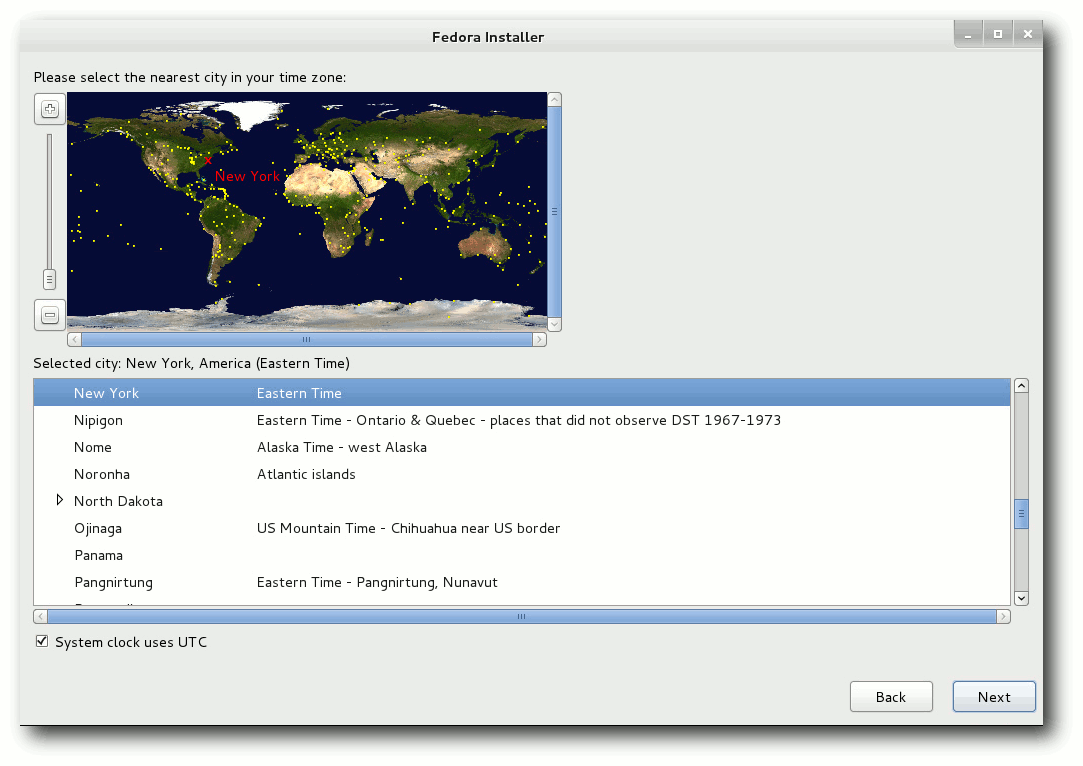 Fedora Installer
Please select the nearest city in your time zone:
New York
Selected city: New York, America (Eastern Time)
New York Eastern Time
Nipigon Eastern Time - Ontario & Quebec - places that did not observe DST 1967-1973
Nome Alaska Time - west Alaska
Noronha Atlantic islands
North Dakota
Ojinaga US Mountain Time - Chihuahua near US border
Panama
Pangnirtung Eastern Time - Pangnirtung, Nunavut
System clock uses UTC
Back Next